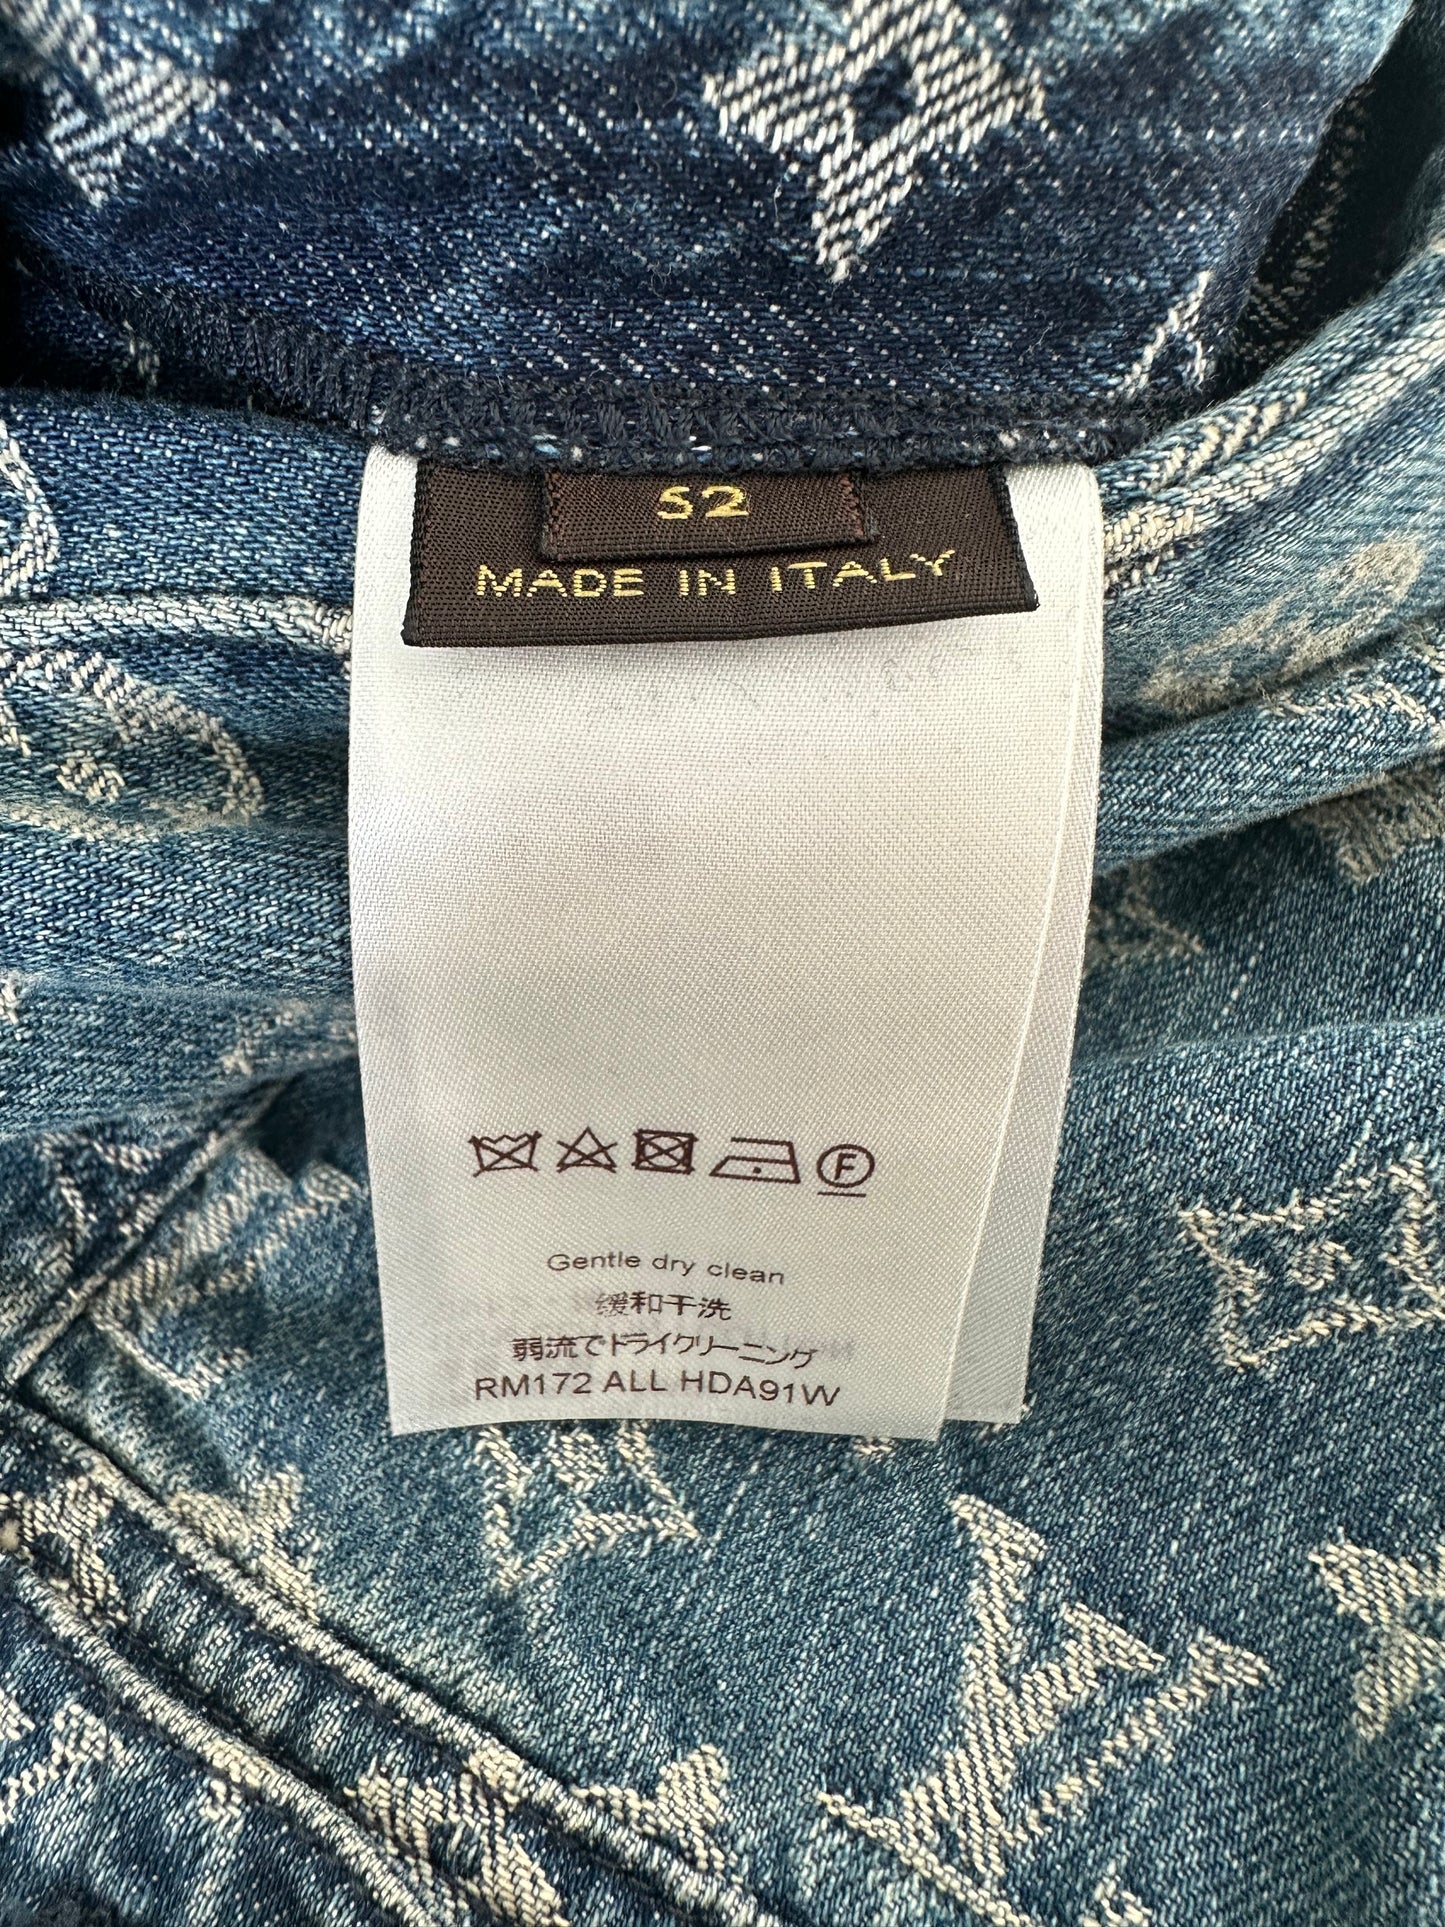 52
MADE IN ITALY
F
Gentle dry clean
缓和干洗
弱流でドライクリーニング
RM172 ALL HDA91W